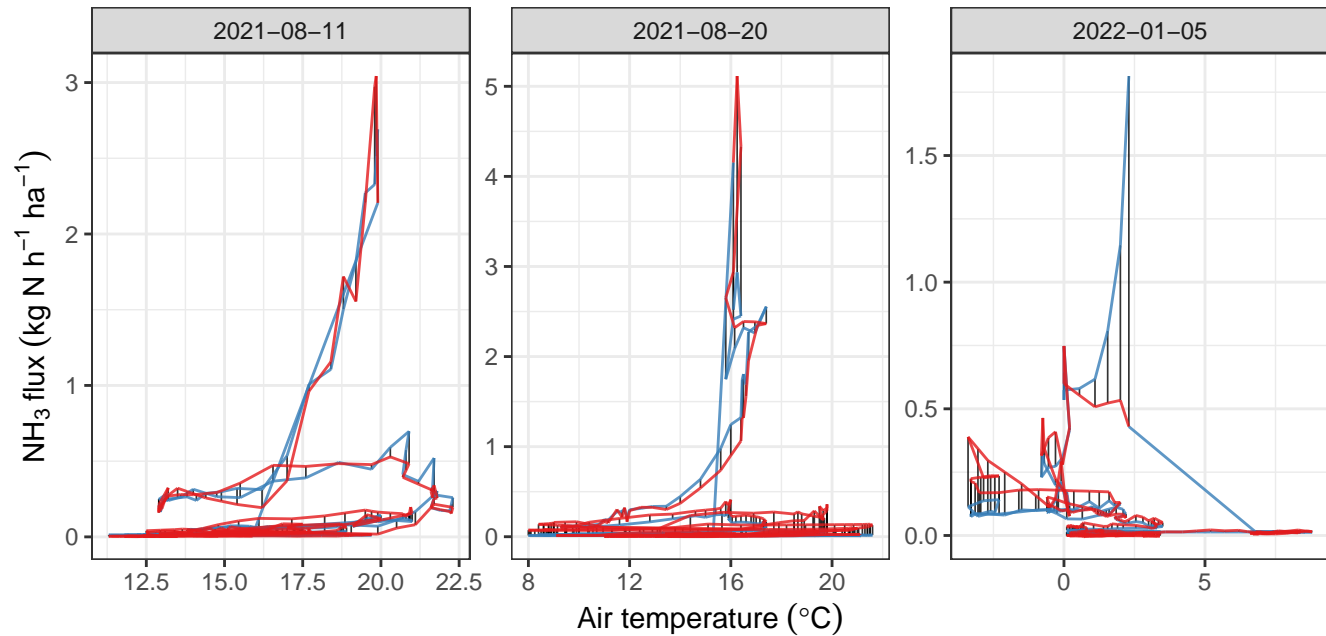 2021−08−11 2021−08−20 2022−01−05
NH₃ flux (kg N h⁻¹ ha⁻¹)
3 2 1 0
5 4 3 2 1 0
1.5 1.0 0.5 0.0
12.5 15.0 17.5 20.0 22.5 8 12 16 20 0 5
Air temperature (°C)